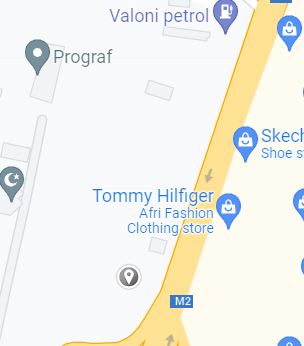 Valoni petrol
Prograf
Skech
Shoe st
Tommy Hilfiger
Afri Fashion
Clothing store
M2